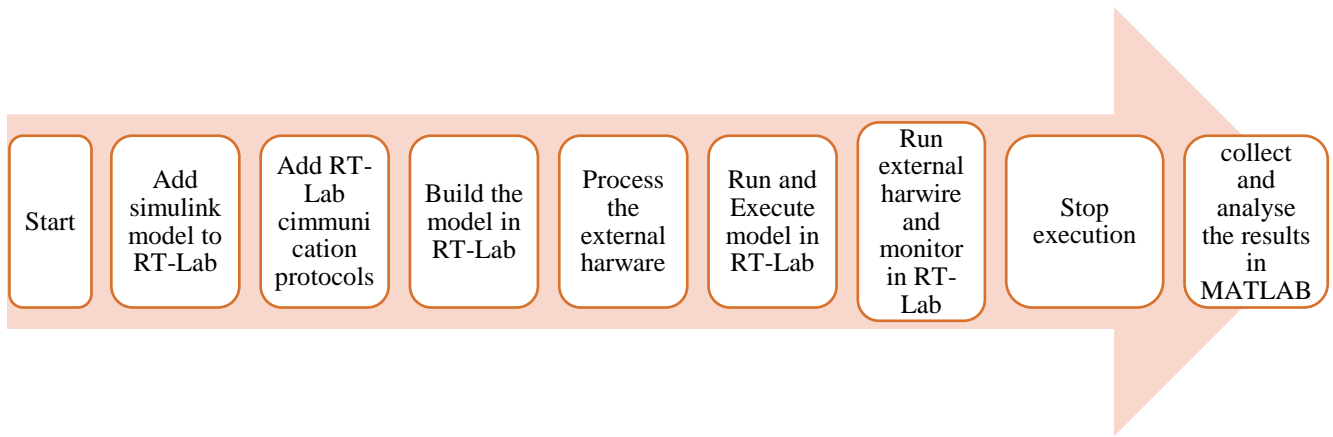 Start
Add
simulink
model to
RT-Lab
Add RT-
Lab
cimmuni
cation
protocols
Build the
model in
RT-Lab
Process
the
external
harware
Run and
Execute
model in
RT-Lab
Run
external
harwire
and
monitor
in RT-
Lab
Stop
execution
collect
and
analyse
the results
in
MATLAB